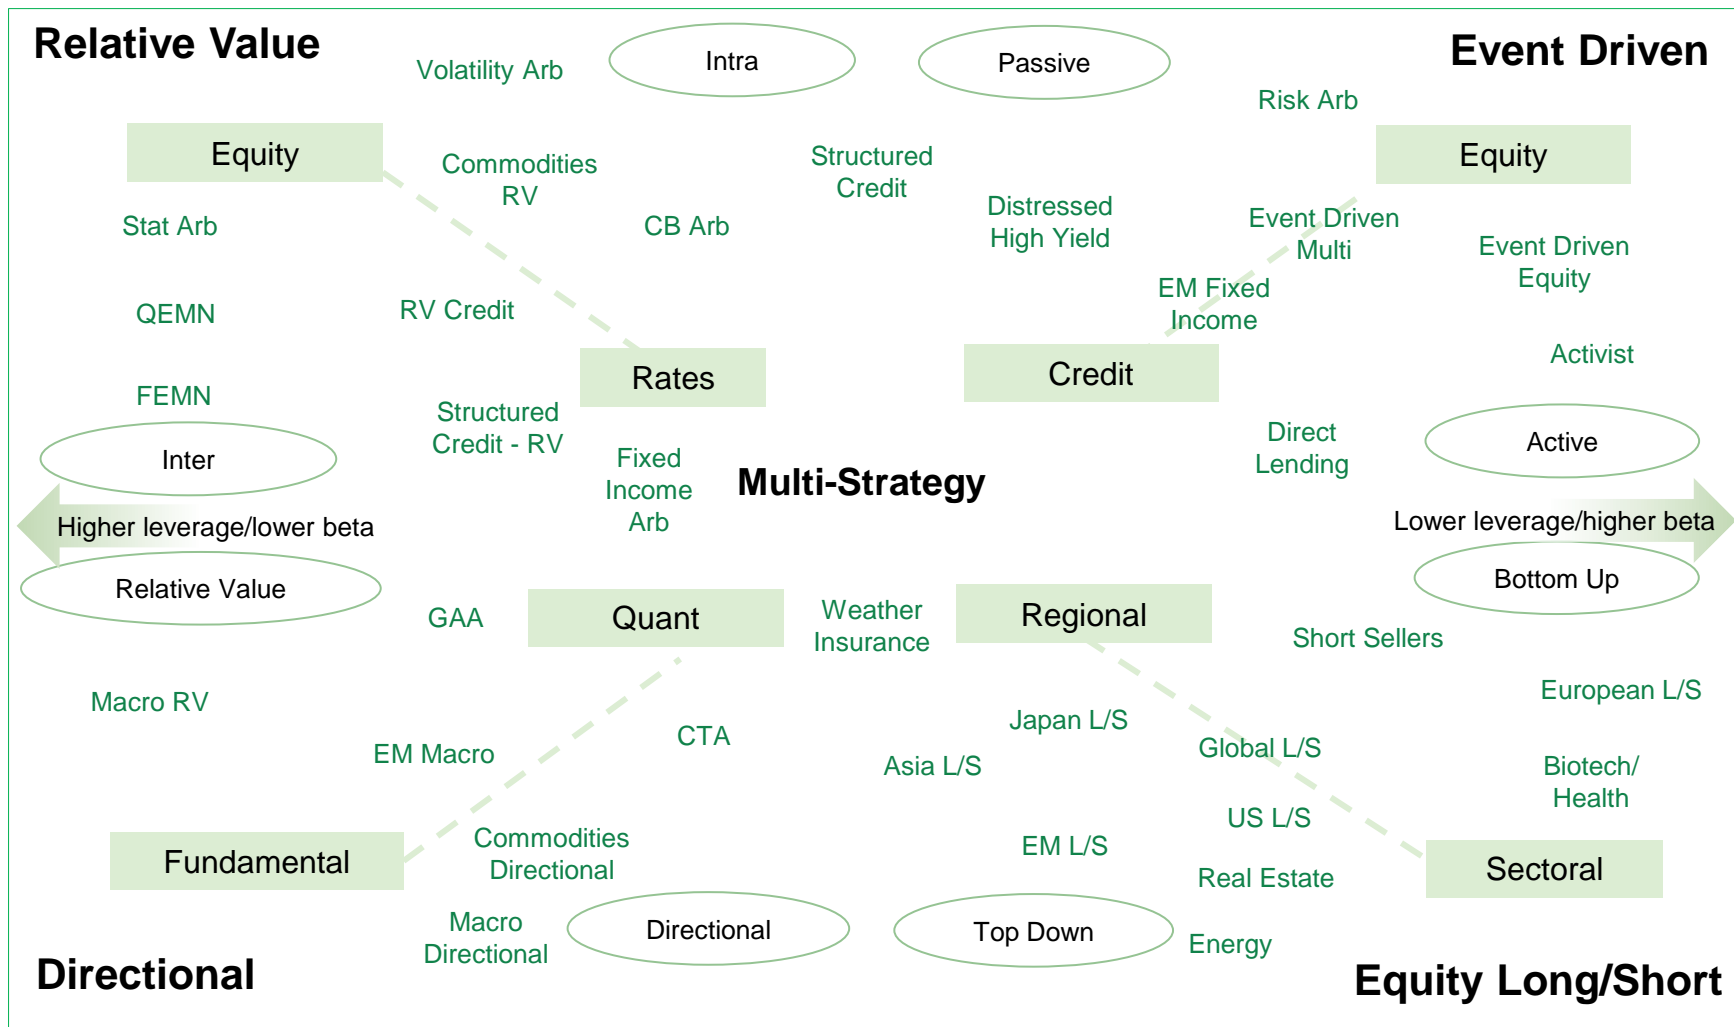 Relative Value
Event Driven
Volatility Arb
Intra
Passive
Risk Arb
Equity
Commodities
RV
Structured
Credit
Equity
Stat Arb
CB Arb
Distressed
High Yield
Event Driven
Multi
Event Driven
Equity
QEMN
RV Credit
EM Fixed
Income
Rates
Credit
Activist
FEMN
Structured
Credit - RV
Inter
Fixed
Income
Arb
Multi-Strategy
Direct
Lending
Active
Higher leverage/lower beta
Lower leverage/higher beta
Relative Value
Bottom Up
GAA
Quant
Weather
Insurance
Regional
Short Sellers
Macro RV
European L/S
EM Macro
CTA
Japan L/S
Asia L/S
Global L/S
Biotech/
Health
US L/S
Fundamental
Commodities
Directional
EM L/S
Real Estate
Sectoral
Macro
Directional
Directional
Top Down
Energy
Directional
Equity Long/Short